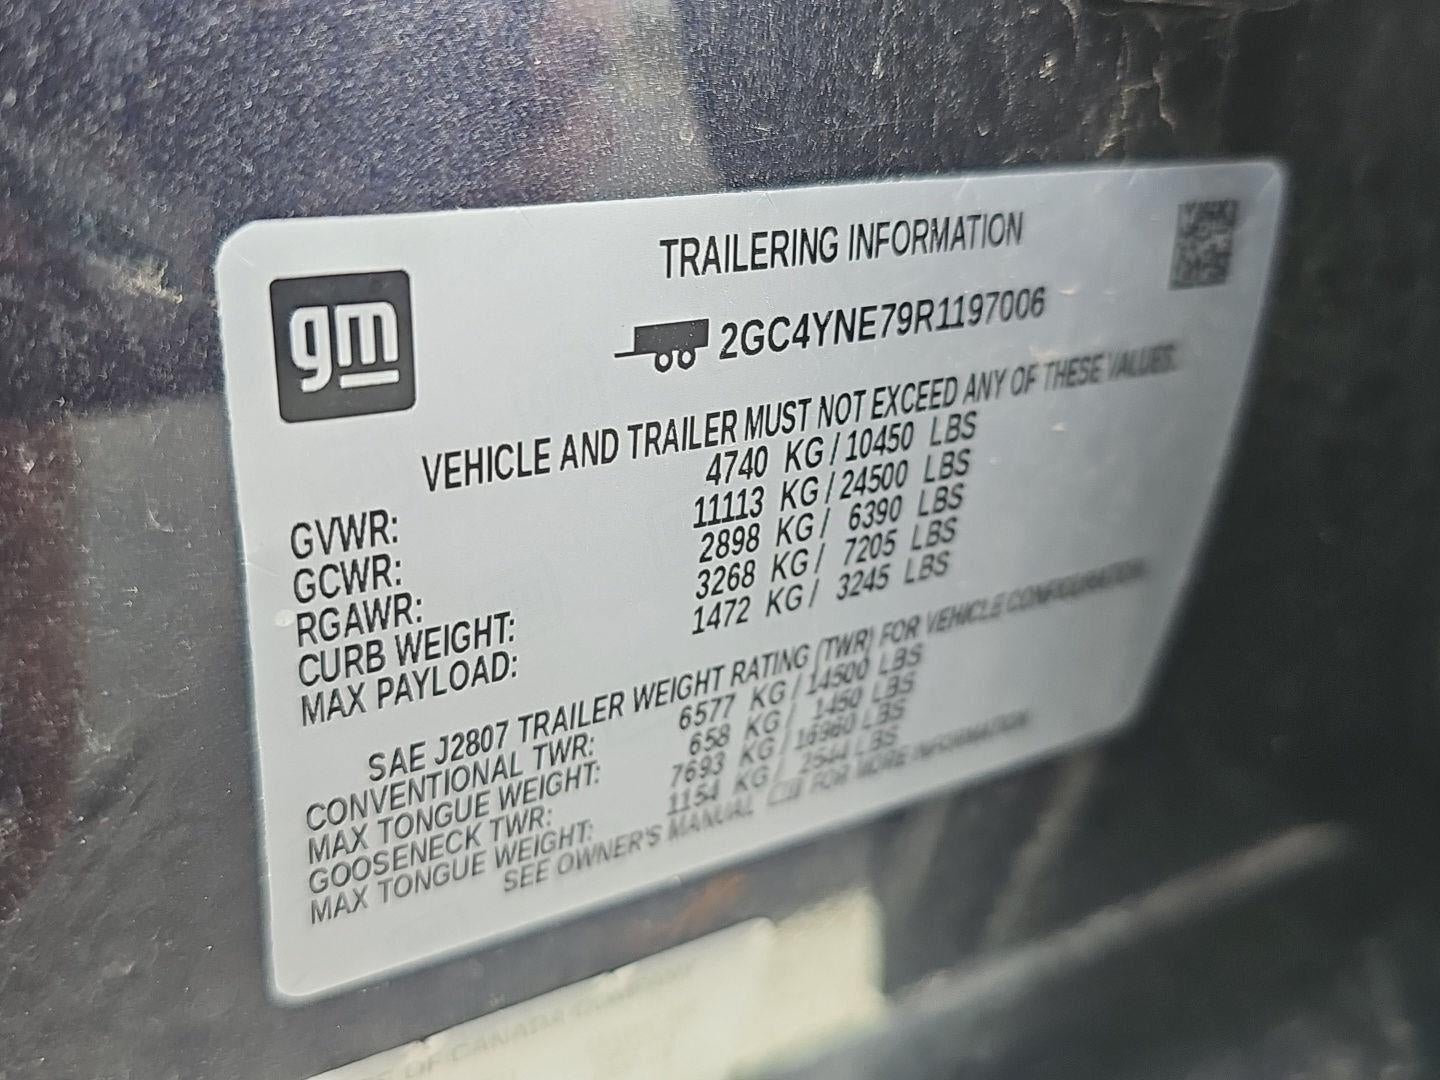 TRAILERING INFORMATION
gm
2GC4YNE79R1197006
VEHICLE AND TRAILER MUST NOT EXCEED ANY OF THESE VALUES.
GVWR: 4740 KG / 10450 LBS
GCWR: 11113 KG / 24500 LBS
RGAWR: 2898 KG / 6390 LBS
CURB WEIGHT: 3268 KG / 7205 LBS
MAX PAYLOAD: 1472 KG / 3245 LBS
SAE J2807 TRAILER WEIGHT RATING (TWR) FOR VEHICLE CONFIGURATION.
CONVENTIONAL TWR: 6577 KG / 14500 LBS
MAX TONGUE WEIGHT: 658 KG / 1450 LBS
GOOSENECK TWR: 7693 KG / 16960 LBS
MAX TONGUE WEIGHT: 1154 KG / 2544 LBS
SEE OWNER'S MANUAL FOR MORE INFORMATION
OF CANADA COMPANY